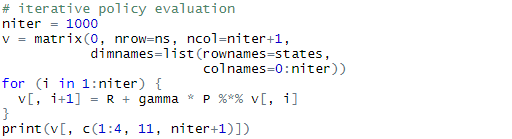 # iterative policy evaluation
niter = 1000
v = matrix(0, nrow=ns, ncol=niter+1,
dimnames=list(rownames=states,
colnames=0:niter))
for (i in 1:niter) {
v[, i+1] = R + gamma * P %*% v[, i]
}
print(v[, c(1:4, 11, niter+1)])